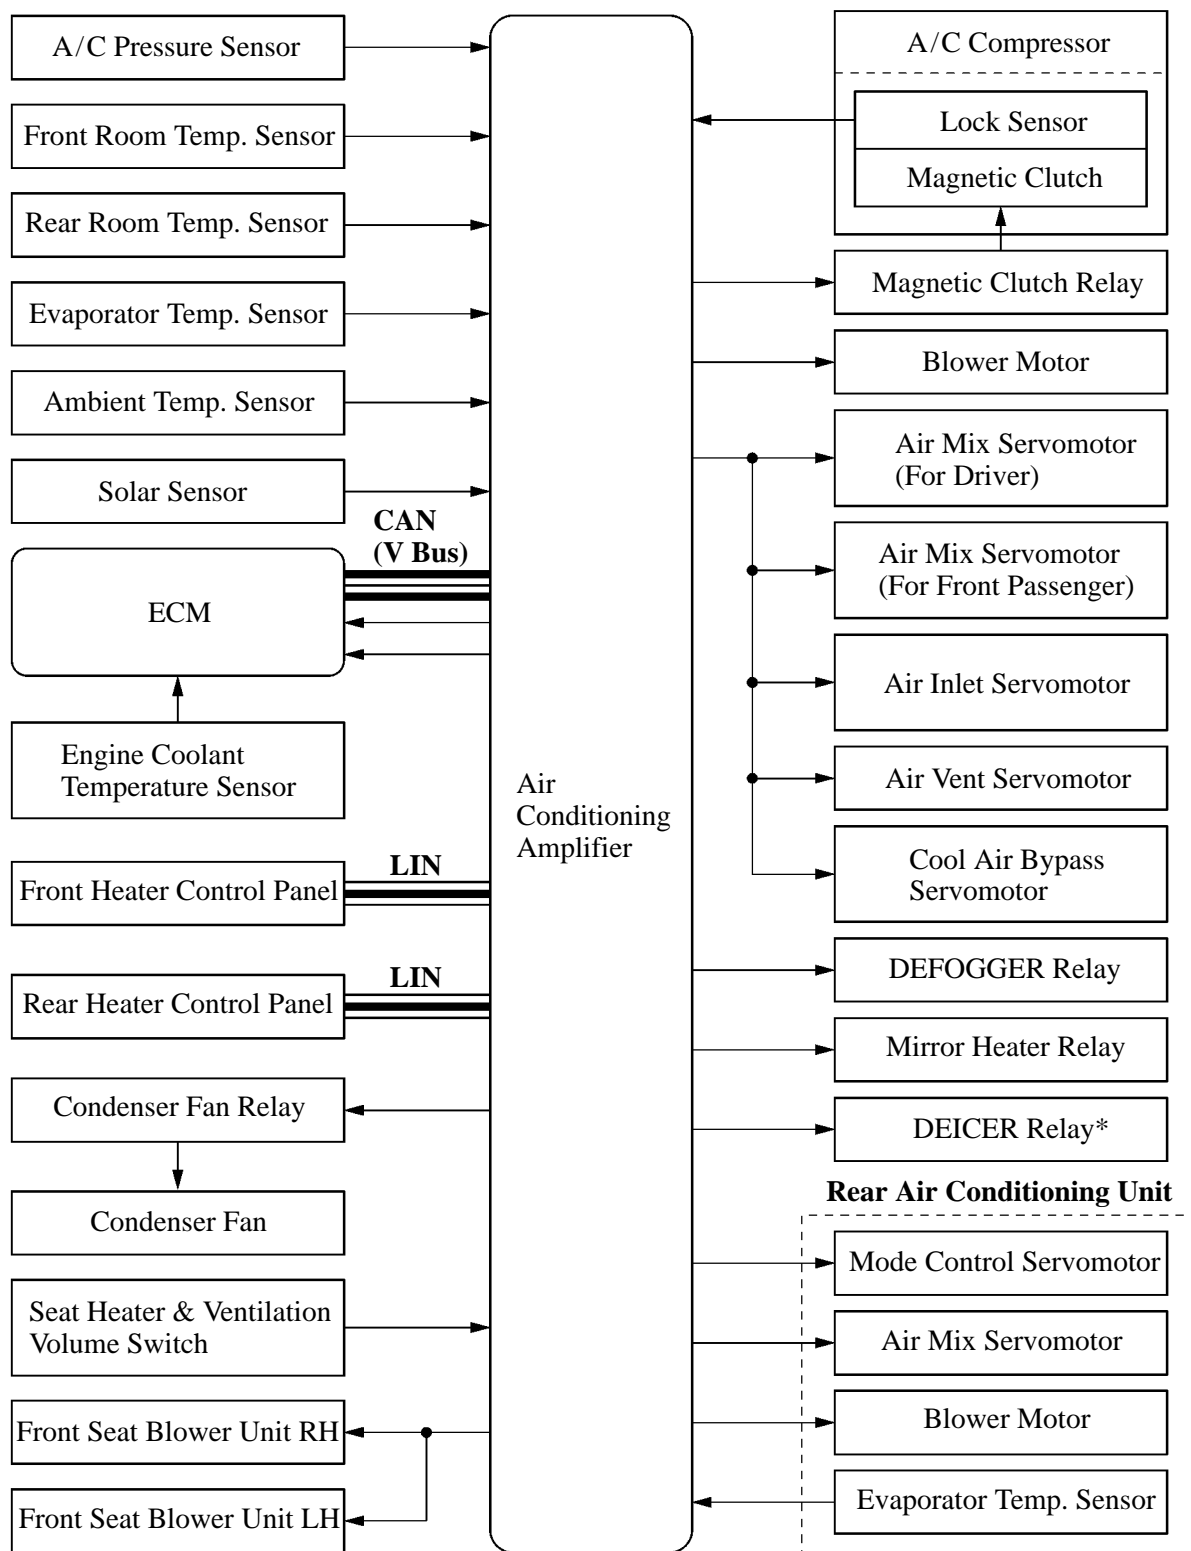 A/C Pressure Sensor
Front Room Temp. Sensor
Rear Room Temp. Sensor
Evaporator Temp. Sensor
Ambient Temp. Sensor
Solar Sensor
CAN
(V Bus)
ECM
Engine Coolant
Temperature Sensor
LIN
Front Heater Control Panel
LIN
Rear Heater Control Panel
Condenser Fan Relay
Condenser Fan
Seat Heater & Ventilation
Volume Switch
Front Seat Blower Unit RH
Front Seat Blower Unit LH
Air
Conditioning
Amplifier
A/C Compressor
Lock Sensor
Magnetic Clutch
Magnetic Clutch Relay
Blower Motor
Air Mix Servomotor
(For Driver)
Air Mix Servomotor
(For Front Passenger)
Air Inlet Servomotor
Air Vent Servomotor
Cool Air Bypass
Servomotor
DEFOGGER Relay
Mirror Heater Relay
DEICER Relay*
Rear Air Conditioning Unit
Mode Control Servomotor
Air Mix Servomotor
Blower Motor
Evaporator Temp. Sensor